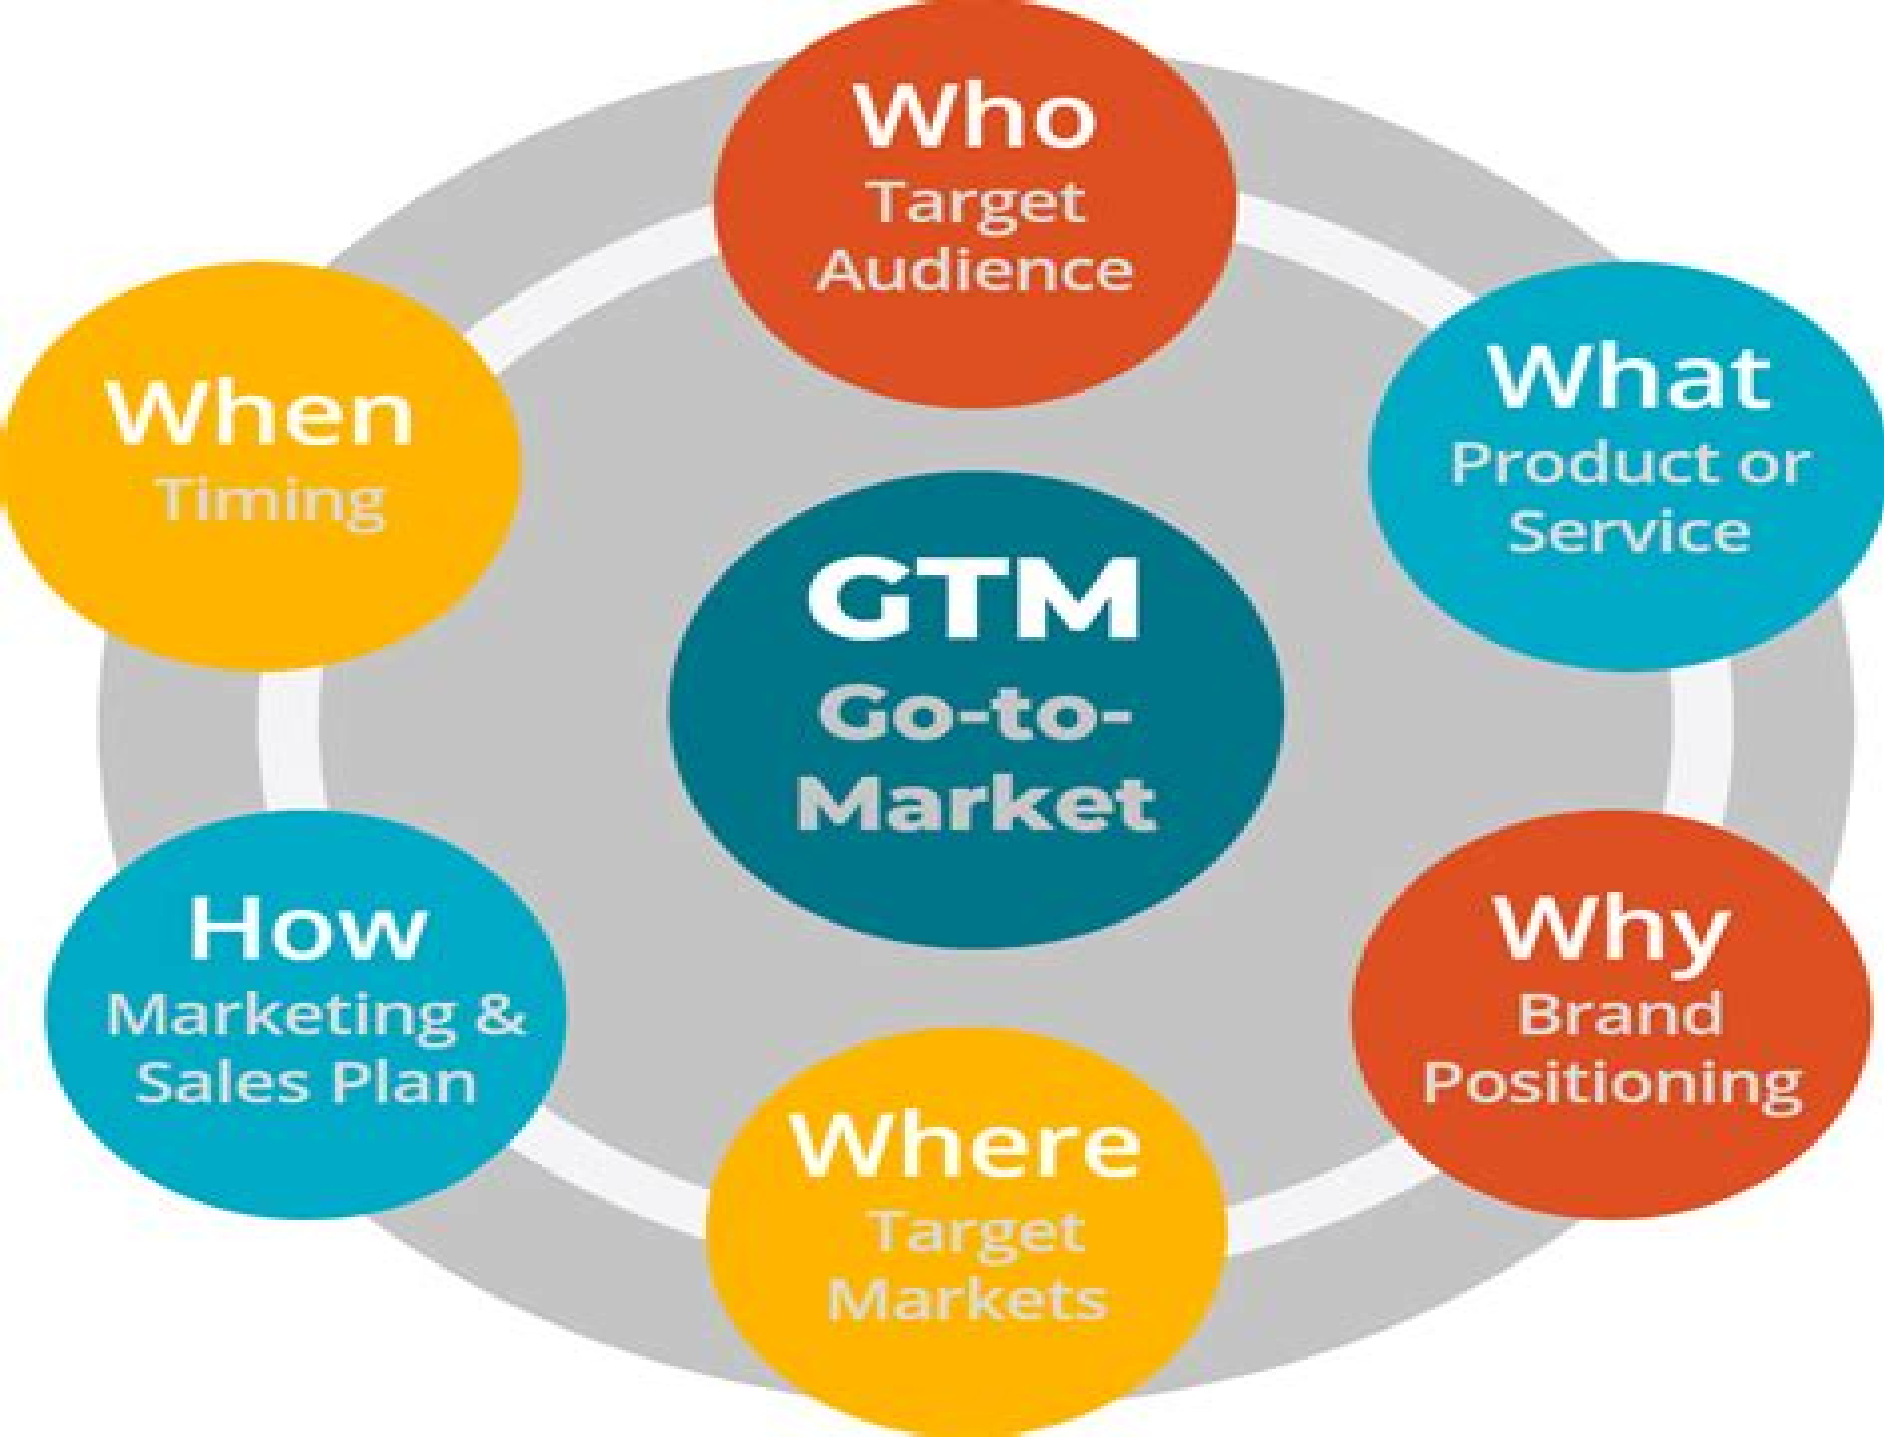 Who
Target
Audience
What
Product or
Service
Why
Brand
Positioning
Where
Target
Markets
How
Marketing &
Sales Plan
When
Timing
GTM
Go-to-
Market